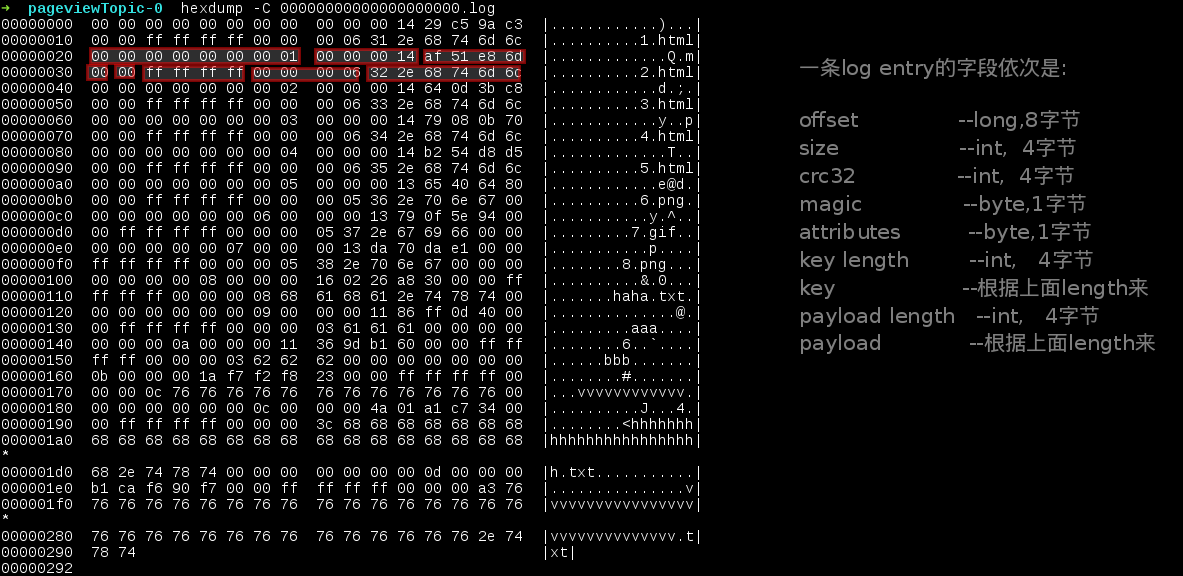 ➜  pageviewTopic-0  hexdump -C 00000000000000000000.log
00000000  00 00 00 00 00 00 00 00  00 00 00 14 29 c5 9a c3  |............)...|
00000010  00 00 ff ff ff ff 00 00  00 06 31 2e 68 74 6d 6c  |..........1.html|
00000020  00 00 00 00 00 00 00 01  00 00 00 14 af 51 e8 6d  |.............Q.m|
00000030  00 00 ff ff ff ff 00 00  00 06 32 2e 68 74 6d 6c  |..........2.html|
00000040  00 00 00 00 00 00 00 02  00 00 00 14 64 0d 3b c8  |............d.;.|
00000050  00 00 ff ff ff ff 00 00  00 06 33 2e 68 74 6d 6c  |..........3.html|
00000060  00 00 00 00 00 00 00 03  00 00 00 14 79 08 0b 70  |............y..p|
00000070  00 00 ff ff ff ff 00 00  00 06 34 2e 68 74 6d 6c  |..........4.html|
00000080  00 00 00 00 00 00 00 04  00 00 00 14 b2 54 d8 d5  |.............T..|
00000090  00 00 ff ff ff ff 00 00  00 06 35 2e 68 74 6d 6c  |..........5.html|
000000a0  00 00 00 00 00 00 00 05  00 00 00 13 65 40 64 80  |............e@d.|
000000b0  00 00 ff ff ff ff 00 00  00 05 36 2e 70 6e 67 00  |..........6.png.|
000000c0  00 00 00 00 00 00 06 00  00 00 13 79 0f 5e 94 00  |...........y.^..|
000000d0  00 ff ff ff ff 00 00 00  05 37 2e 67 69 66 00 00  |.........7.gif..|
000000e0  00 00 00 00 00 07 00 00  00 13 da 70 da e1 00 00  |...........p....|
000000f0  ff ff ff ff 00 00 00 05  38 2e 70 6e 67 00 00 00  |........8.png...|
00000100  00 00 00 00 08 00 00 00  16 02 26 a8 30 00 00 ff  |..........&.0...|
00000110  ff ff ff 00 00 00 08 68  61 68 61 2e 74 78 74 00  |.......haha.txt.|
00000120  00 00 00 00 00 00 09 00  00 00 11 86 ff 0d 40 00  |..............@.|
00000130  00 ff ff ff ff 00 00 00  03 61 61 61 00 00 00 00  |.........aaa....|
00000140  00 00 00 0a 00 00 00 11  36 9d b1 60 00 00 ff ff  |........6..`....|
00000150  ff ff 00 00 00 03 62 62  62 00 00 00 00 00 00 00  |......bbb.......|
00000160  0b 00 00 00 1a f7 f2 f8  23 00 00 ff ff ff ff 00  |........#.......|
00000170  00 00 0c 76 76 76 76 76  76 76 76 76 76 76 76 00  |...vvvvvvvvvvvv.|
00000180  00 00 00 00 00 00 0c 00  00 00 4a 01 a1 c7 34 00  |..........J...4.|
00000190  00 ff ff ff ff 00 00 00  3c 68 68 68 68 68 68 68  |........<hhhhhhh|
000001a0  68 68 68 68 68 68 68 68  68 68 68 68 68 68 68 68  |hhhhhhhhhhhhhhhh|
*
000001d0  68 2e 74 78 74 00 00 00  00 00 00 00 0d 00 00 00  |h.txt...........|
000001e0  b1 ca f6 90 f7 00 00 ff  ff ff ff 00 00 00 a3 76  |...............v|
000001f0  76 76 76 76 76 76 76 76  76 76 76 76 76 76 76 76  |vvvvvvvvvvvvvvvv|
*
00000280  76 76 76 76 76 76 76 76  76 76 76 76 76 76 2e 74  |vvvvvvvvvvvvvv.t|
00000290  78 74  |xt|
00000292
一条log entry的字段依次是:
offset --long,8字节
size --int, 4字节
crc32 --int, 4字节
magic --byte,1字节
attributes --byte,1字节
key length --int, 4字节
key --根据上面length来
payload length --int, 4字节
payload --根据上面length来